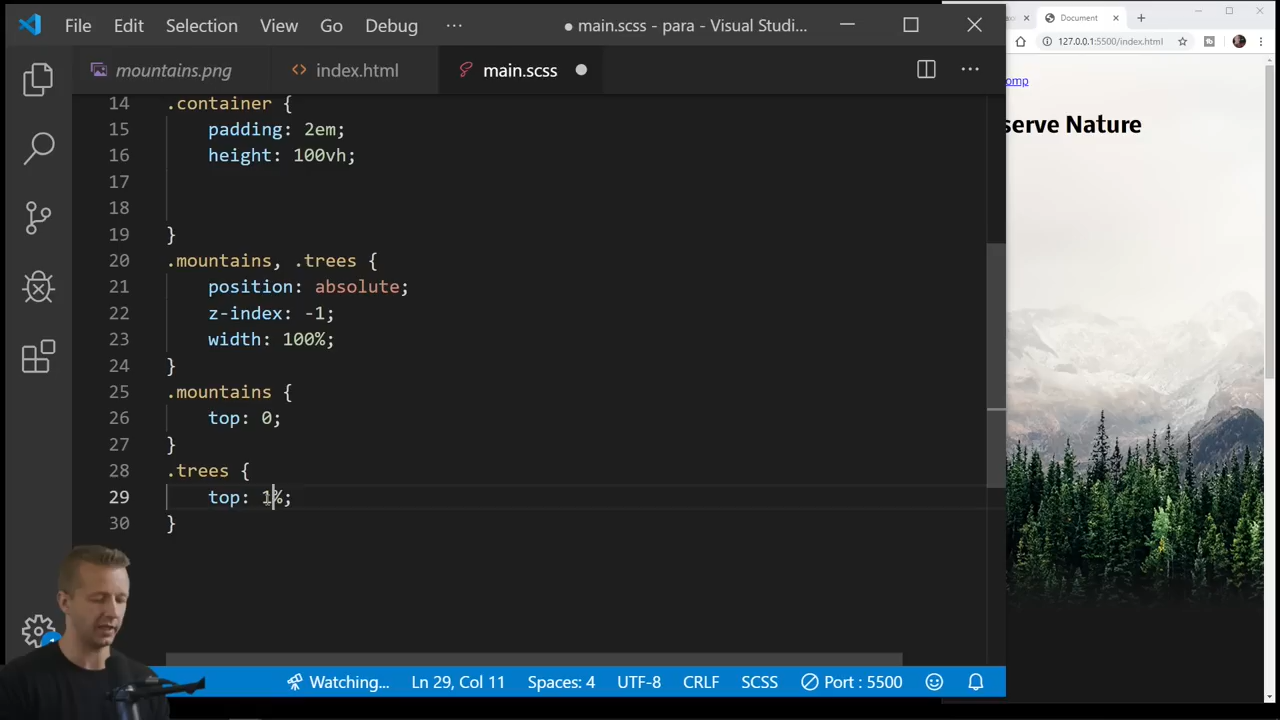 File Edit Selection View Go Debug ··· ● main.scss - para - Visual Studi...
mountains.png index.html main.scss
14 .container {
15 padding: 2em;
16 height: 100vh;
17
18
19 }
20 .mountains, .trees {
21 position: absolute;
22 z-index: -1;
23 width: 100%;
24 }
25 .mountains {
26 top: 0;
27 }
28 .trees {
29 top: 1%;
30 }
Watching... Ln 29, Col 11 Spaces: 4 UTF-8 CRLF SCSS Port : 5500
Document
127.0.0.1:5500/index.html
omp
serve Nature